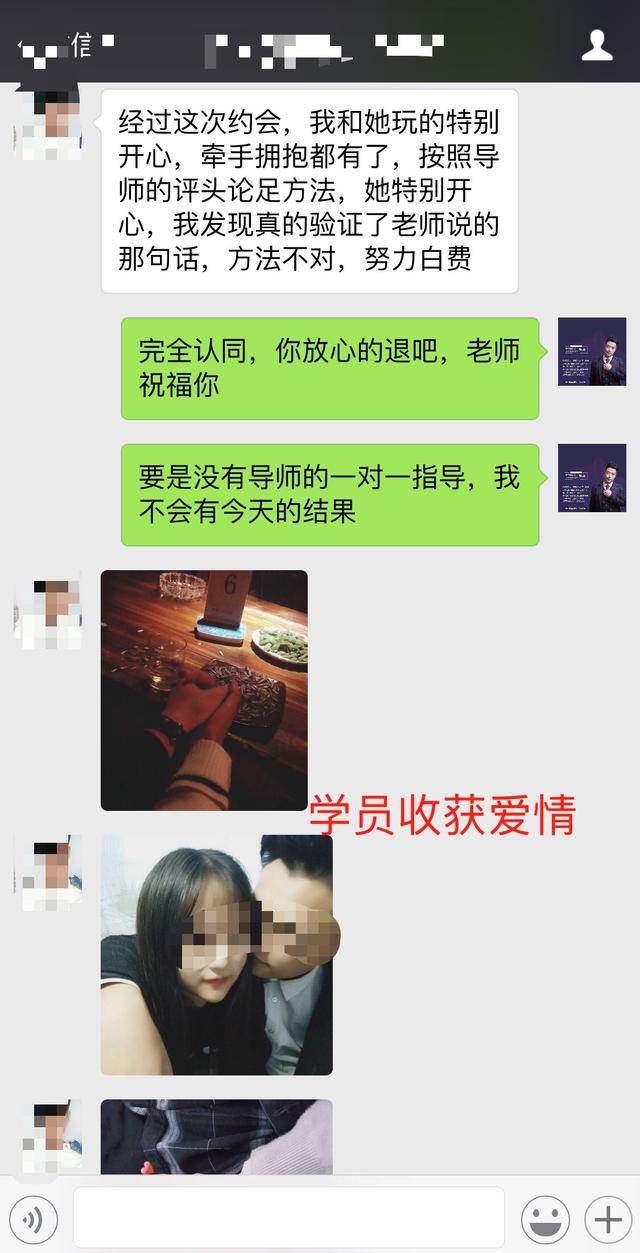 信
经过这次约会，我和她玩的特别
开心，牵手拥抱都有了，按照导
师的评头论足方法，她特别开
心，我发现真的验证了老师说的
那句话，方法不对，努力白费
完全认同，你放心的退吧，老师
祝福你
要是没有导师的一对一指导，我
不会有今天的结果
6
学员收获爱情